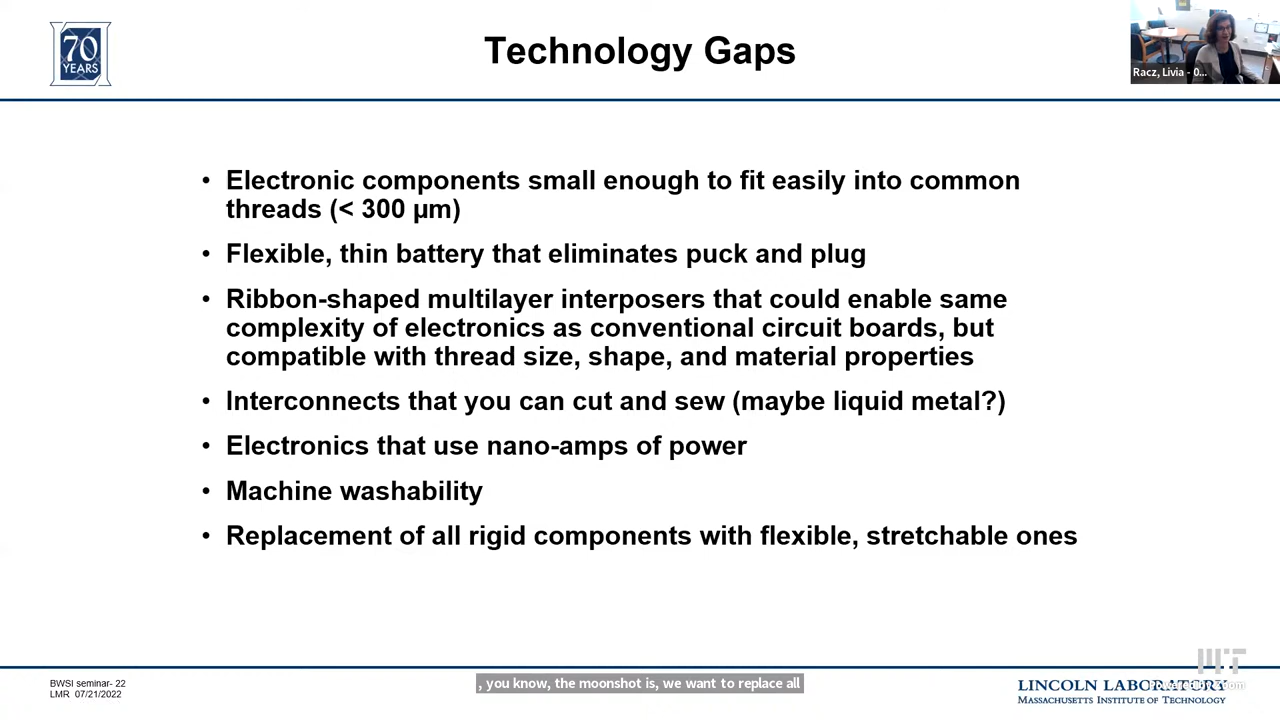 70
YEARS
Technology Gaps
Racz, Livia - 0...
• Electronic components small enough to fit easily into common
threads (< 300 µm)
• Flexible, thin battery that eliminates puck and plug
• Ribbon-shaped multilayer interposers that could enable same
complexity of electronics as conventional circuit boards, but
compatible with thread size, shape, and material properties
• Interconnects that you can cut and sew (maybe liquid metal?)
• Electronics that use nano-amps of power
• Machine washability
• Replacement of all rigid components with flexible, stretchable ones
BWSI seminar- 22
LMR 07/21/2022
, you know, the moonshot is, we want to replace all
LINCOLN LABORATORY
MASSACHUSETTS INSTITUTE OF TECHNOLOGY
MIT
Powered by Zoom